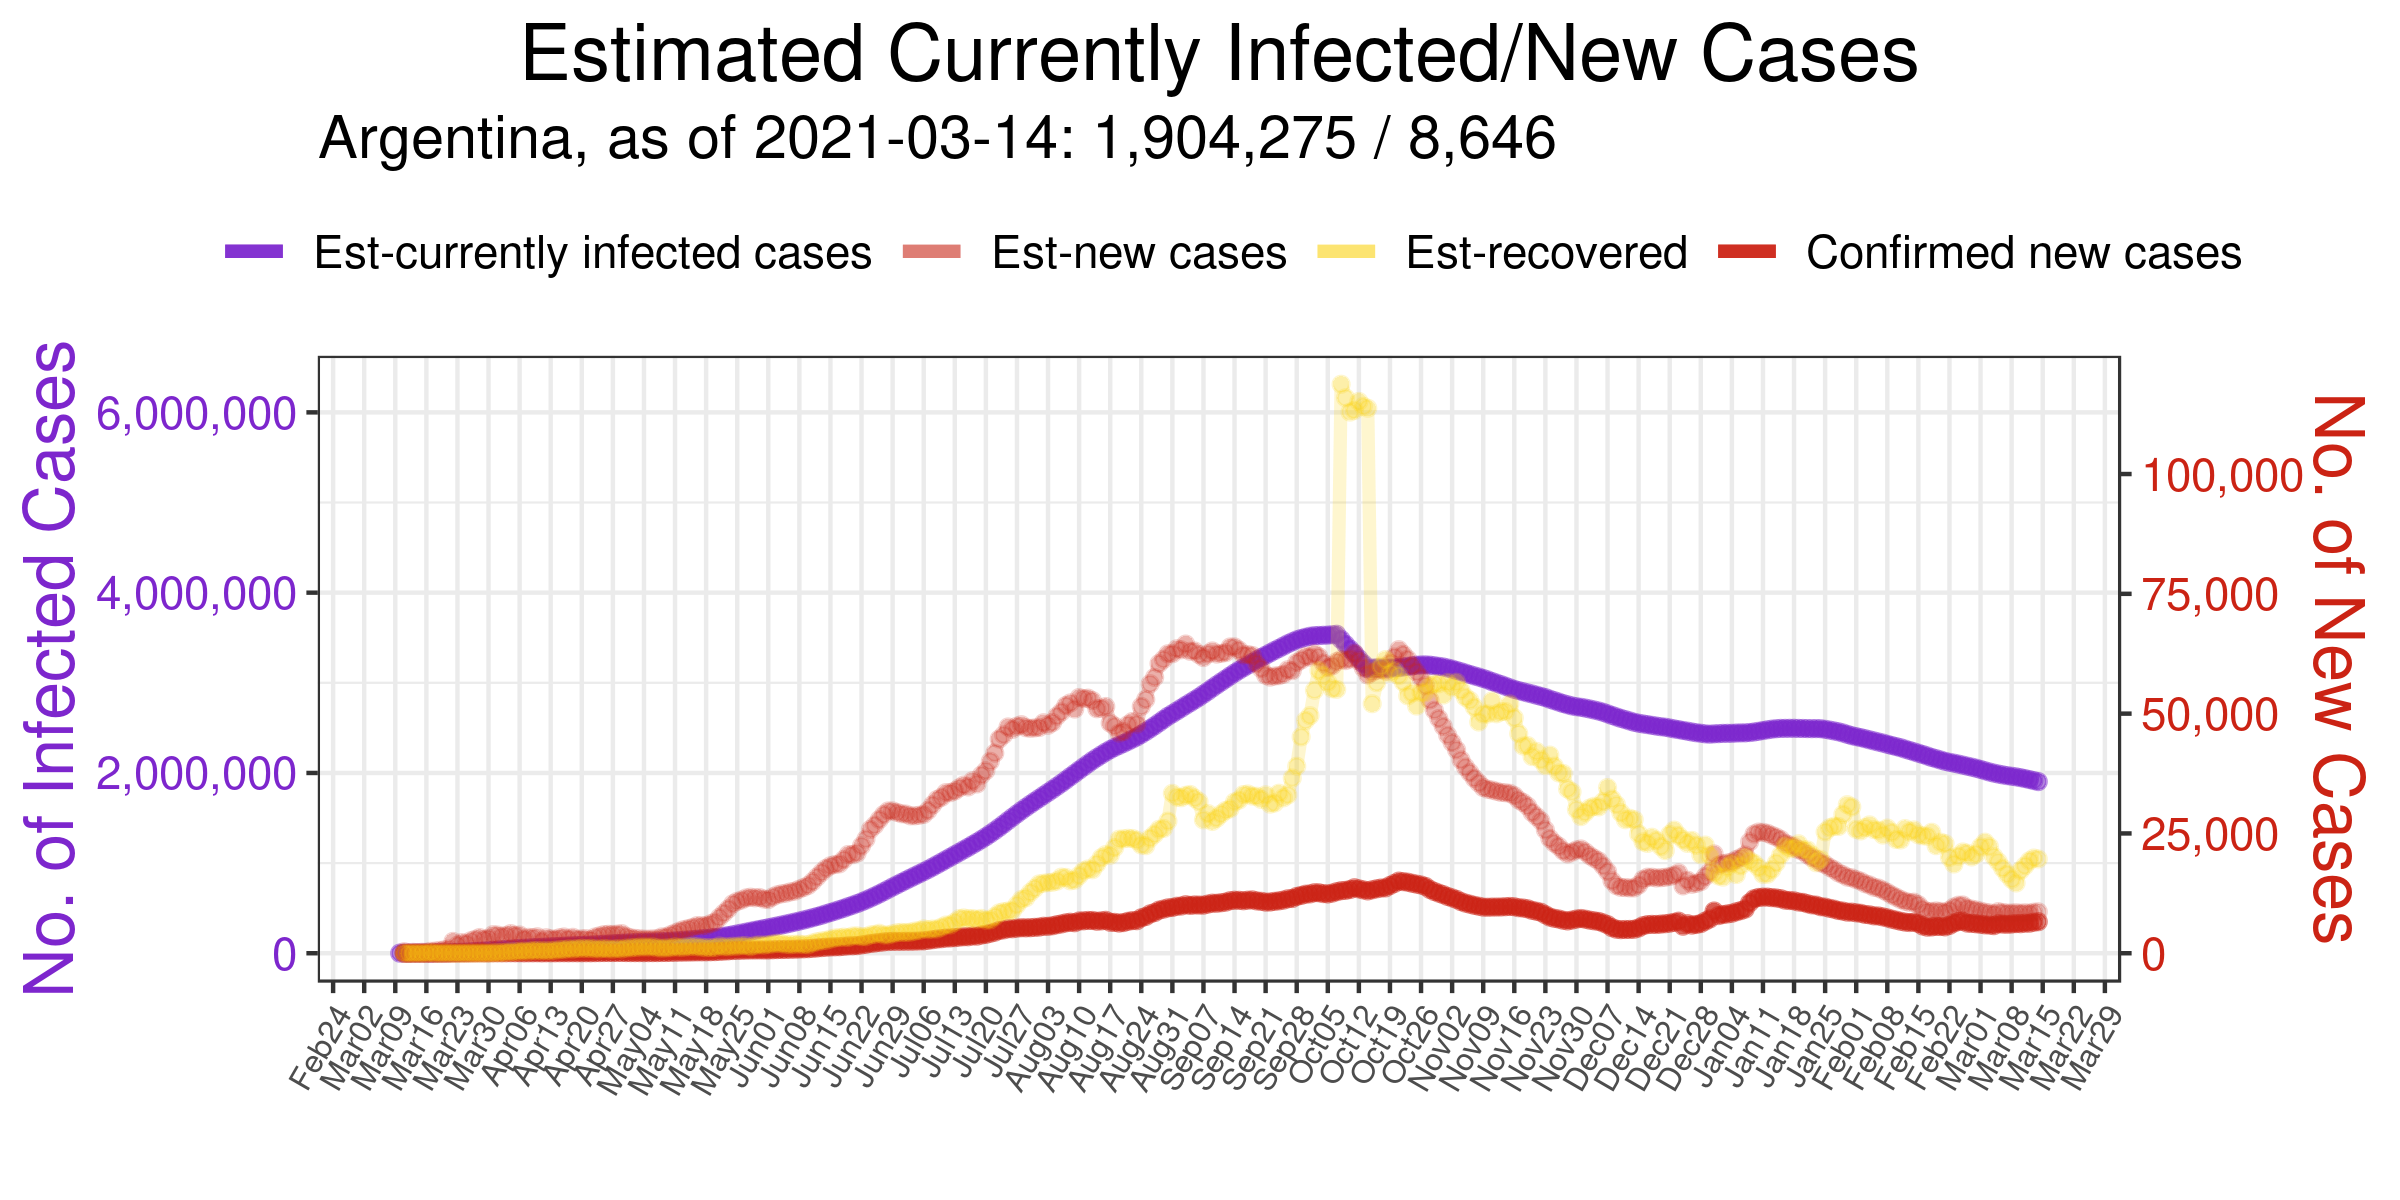 Estimated Currently Infected/New Cases
Argentina, as of 2021-03-14: 1,904,275 / 8,646
Est-currently infected cases Est-new cases Est-recovered Confirmed new cases
No. of Infected Cases
6,000,000
4,000,000
2,000,000
0
100,000
75,000
50,000
25,000
0
No. of New Cases
Feb24 Mar02 Mar09 Mar16 Mar23 Mar30 Apr06 Apr13 Apr20 Apr27 May04 May11 May18 May25 Jun01 Jun08 Jun15 Jun22 Jun29 Jul06 Jul13 Jul20 Jul27 Aug03 Aug10 Aug17 Aug24 Aug31 Sep07 Sep14 Sep21 Sep28 Oct05 Oct12 Oct19 Oct26 Nov02 Nov09 Nov16 Nov23 Nov30 Dec07 Dec14 Dec21 Dec28 Jan04 Jan11 Jan18 Jan25 Feb01 Feb08 Feb15 Feb22 Mar01 Mar08 Mar15 Mar22 Mar29